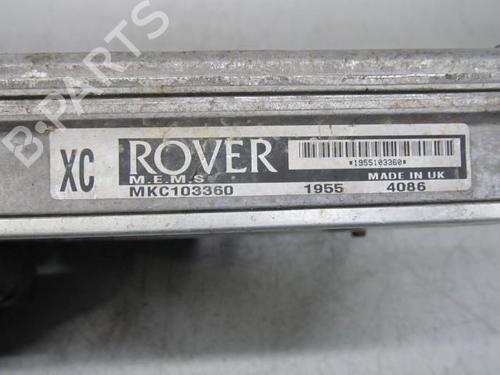 B-PARTS
XC
ROVER
*1955103360*
M.E.M.S
MADE IN UK
MKC103360 1955 4086